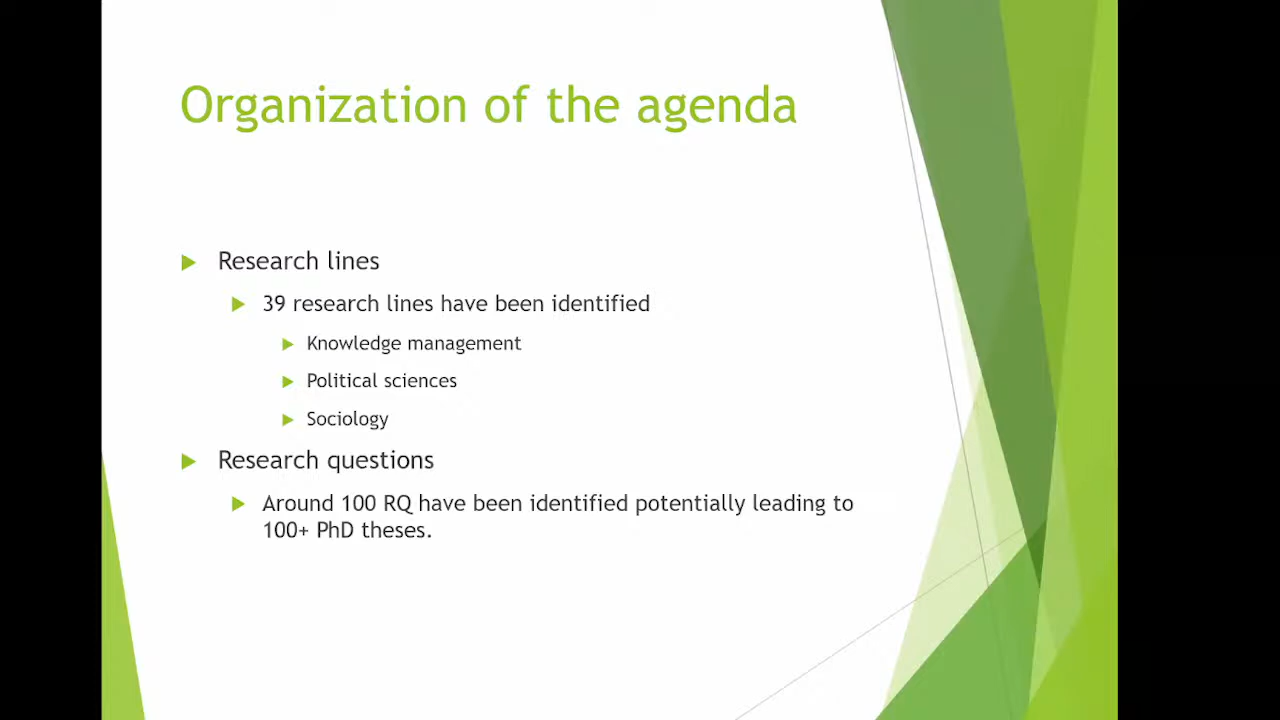 Organization of the agenda
Research lines
39 research lines have been identified
Knowledge management
Political sciences
Sociology
Research questions
Around 100 RQ have been identified potentially leading to
100+ PhD theses.